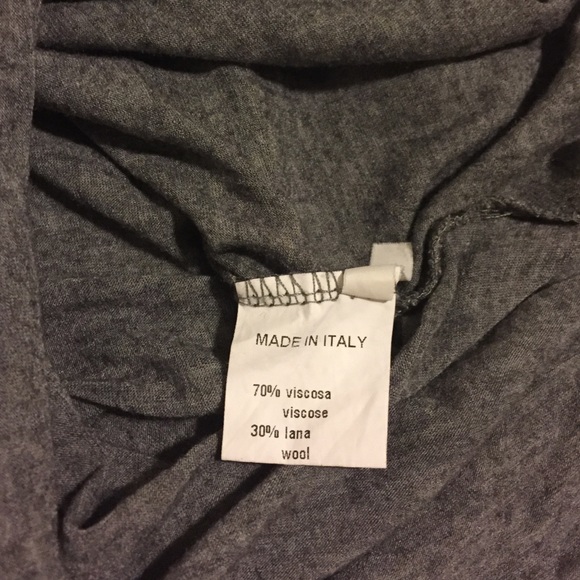 MADE IN ITALY
70% viscosa
viscose
30% lana
wool